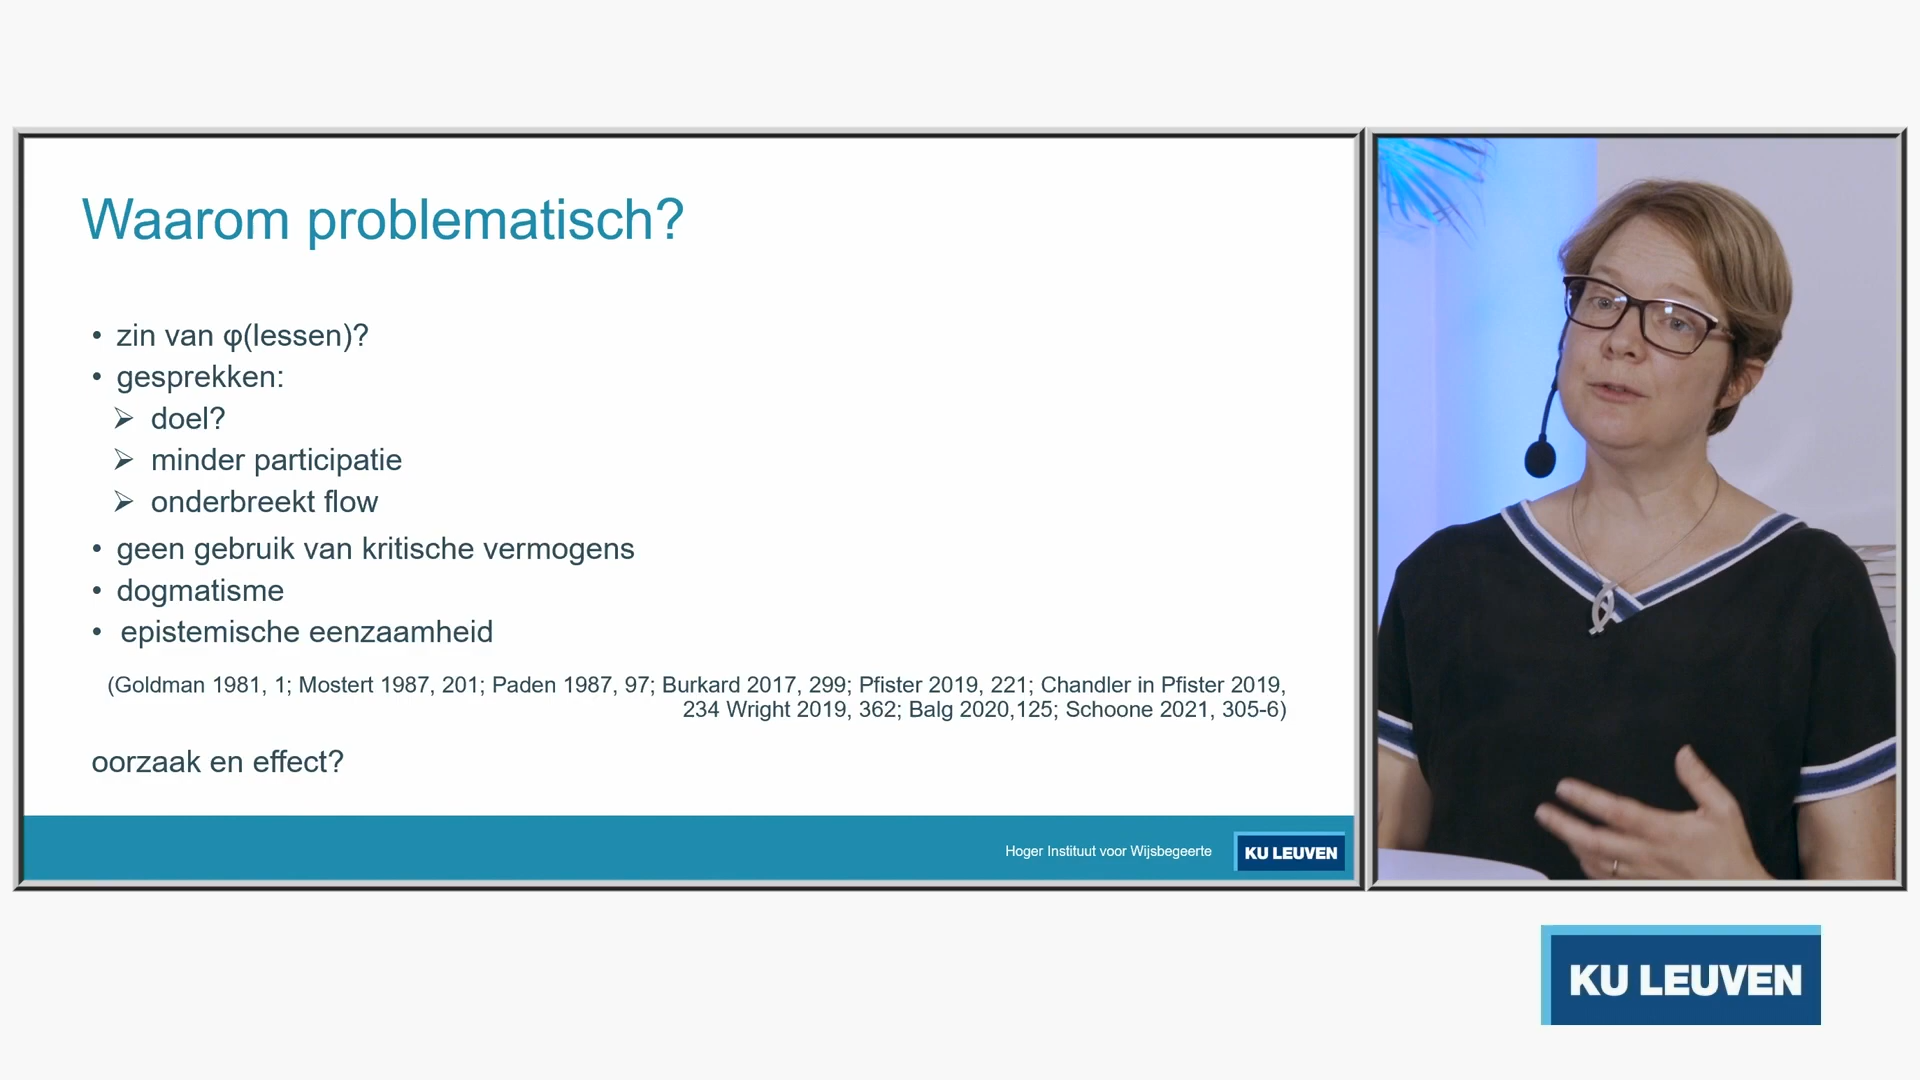 Waarom problematisch?
• zin van φ(lessen)?
• gesprekken:
➢ doel?
➢ minder participatie
➢ onderbreekt flow
• geen gebruik van kritische vermogens
• dogmatisme
• epistemische eenzaamheid
(Goldman 1981, 1; Mostert 1987, 201; Paden 1987, 97; Burkard 2017, 299; Pfister 2019, 221; Chandler in Pfister 2019,
234 Wright 2019, 362; Balg 2020,125; Schoone 2021, 305-6)
oorzaak en effect?
Hoger Instituut voor Wijsbegeerte
KU LEUVEN
KU LEUVEN